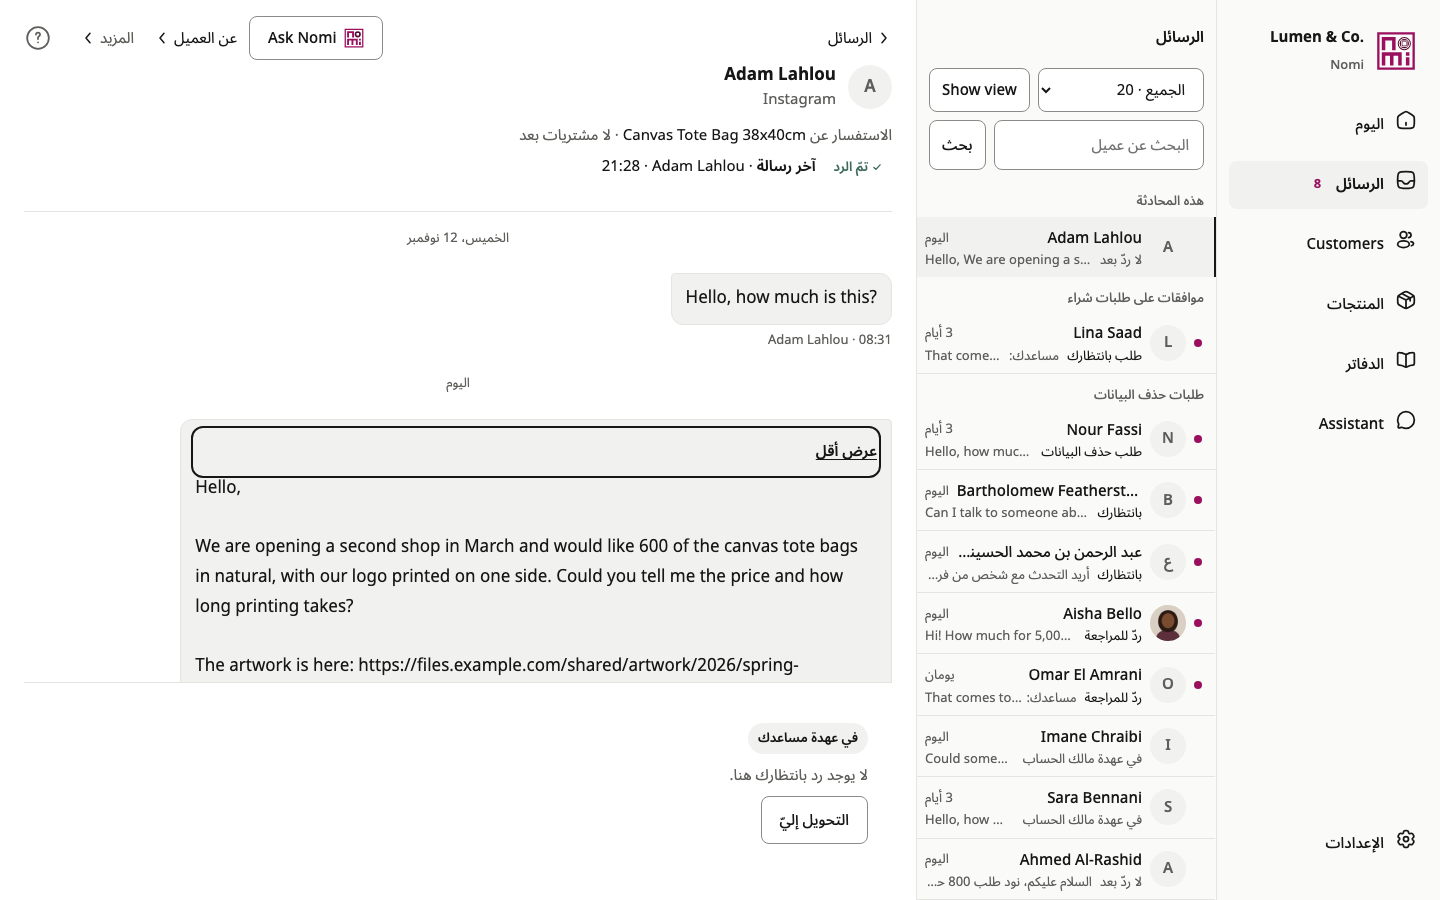 Lumen & Co.
Nomi
اليوم
الرسائل 8
Customers
المنتجات
الدفاتر
Assistant
الإعدادات
الرسائل
الجميع · 20
Show view
البحث عن عميل
بحث
هذه المحادثة
A Adam Lahlou اليوم
لا ردّ بعد Hello, We are opening a s...
موافقات على طلبات شراء
L Lina Saad 3 أيام
طلب بانتظارك مساعدك: That come...
طلبات حذف البيانات
N Nour Fassi 3 أيام
طلب حذف البيانات Hello, how muc...
B Bartholomew Featherst... اليوم
بانتظارك Can I talk to someone ab...
ع عبد الرحمن بن محمد الحسيني... اليوم
بانتظارك أريد التحدث مع شخص من فر...
Aisha Bello اليوم
ردّ للمراجعة Hi! How much for 5,00...
O Omar El Amrani يومان
ردّ للمراجعة مساعدك: That comes to...
I Imane Chraibi اليوم
في عهدة مالك الحساب Could some...
S Sara Bennani 3 أيام
في عهدة مالك الحساب Hello, how ...
A Ahmed Al-Rashid اليوم
لا ردّ بعد السلام عليكم، نود طلب 800 حـ...
الرسائل
Ask Nomi
عن العميل
المزيد
?
A Adam Lahlou
Instagram
الاستفسار عن Canvas Tote Bag 38x40cm · لا مشتريات بعد
تمّ الرد آخر رسالة · Adam Lahlou · 21:28
الخميس، 12 نوفمبر
Hello, how much is this?
Adam Lahlou · 08:31
اليوم
عرض أقل
Hello,
We are opening a second shop in March and would like 600 of the canvas tote bags
in natural, with our logo printed on one side. Could you tell me the price and how
long printing takes?
The artwork is here: https://files.example.com/shared/artwork/2026/spring-
في عهدة مساعدك
لا يوجد رد بانتظارك هنا.
التحويل إليّ